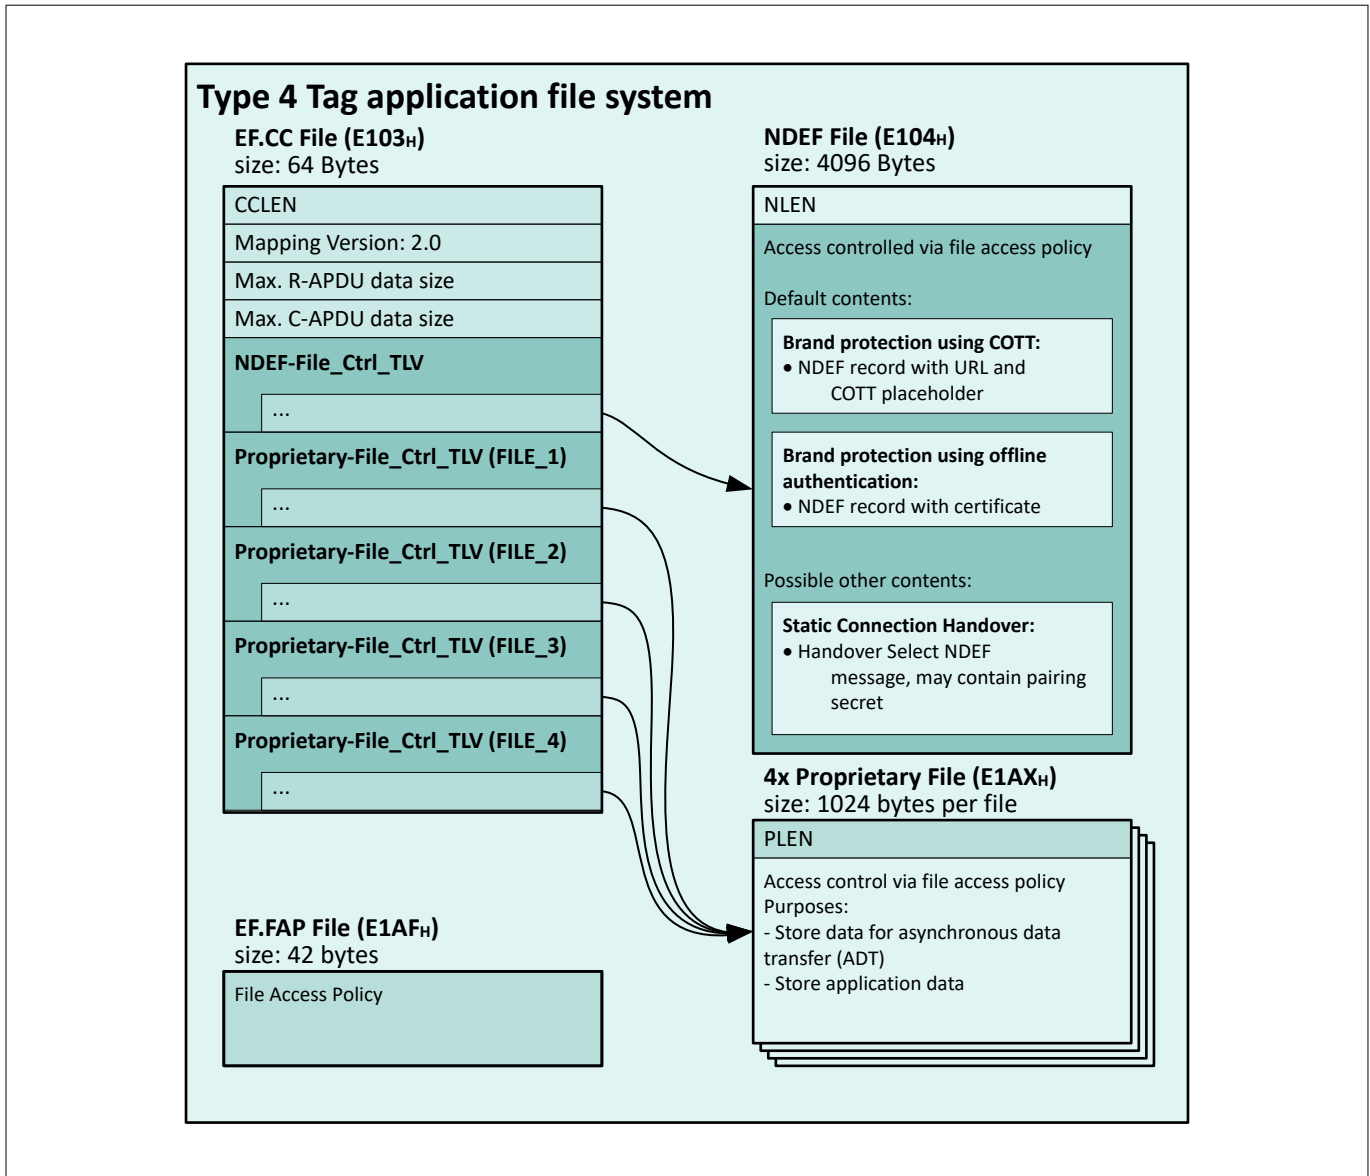 Type 4 Tag application file system
EF.CC File (E103H)
size: 64 Bytes
CCLEN
Mapping Version: 2.0
Max. R-APDU data size
Max. C-APDU data size
NDEF-File_Ctrl_TLV
...
Proprietary-File_Ctrl_TLV (FILE_1)
...
Proprietary-File_Ctrl_TLV (FILE_2)
...
Proprietary-File_Ctrl_TLV (FILE_3)
...
Proprietary-File_Ctrl_TLV (FILE_4)
...
EF.FAP File (E1AFH)
size: 42 bytes
File Access Policy
NDEF File (E104H)
size: 4096 Bytes
NLEN
Access controlled via file access policy
Default contents:
Brand protection using COTT:
• NDEF record with URL and
COTT placeholder
Brand protection using offline
authentication:
• NDEF record with certificate
Possible other contents:
Static Connection Handover:
• Handover Select NDEF
message, may contain pairing
secret
4x Proprietary File (E1AXH)
size: 1024 bytes per file
PLEN
Access control via file access policy
Purposes:
- Store data for asynchronous data
transfer (ADT)
- Store application data